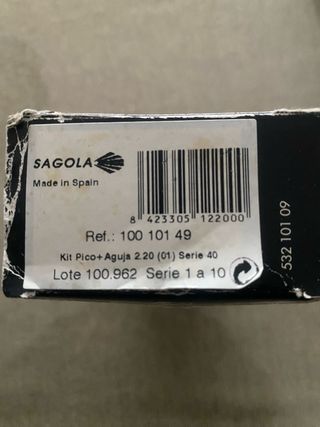 SAGOLA
Made in Spain
8 423305 122000
Ref.: 100 101 49
Kit Pico+Aguja 2.20 (01) Serie 40
Lote 100.962 Serie 1 a 10
532 101 09